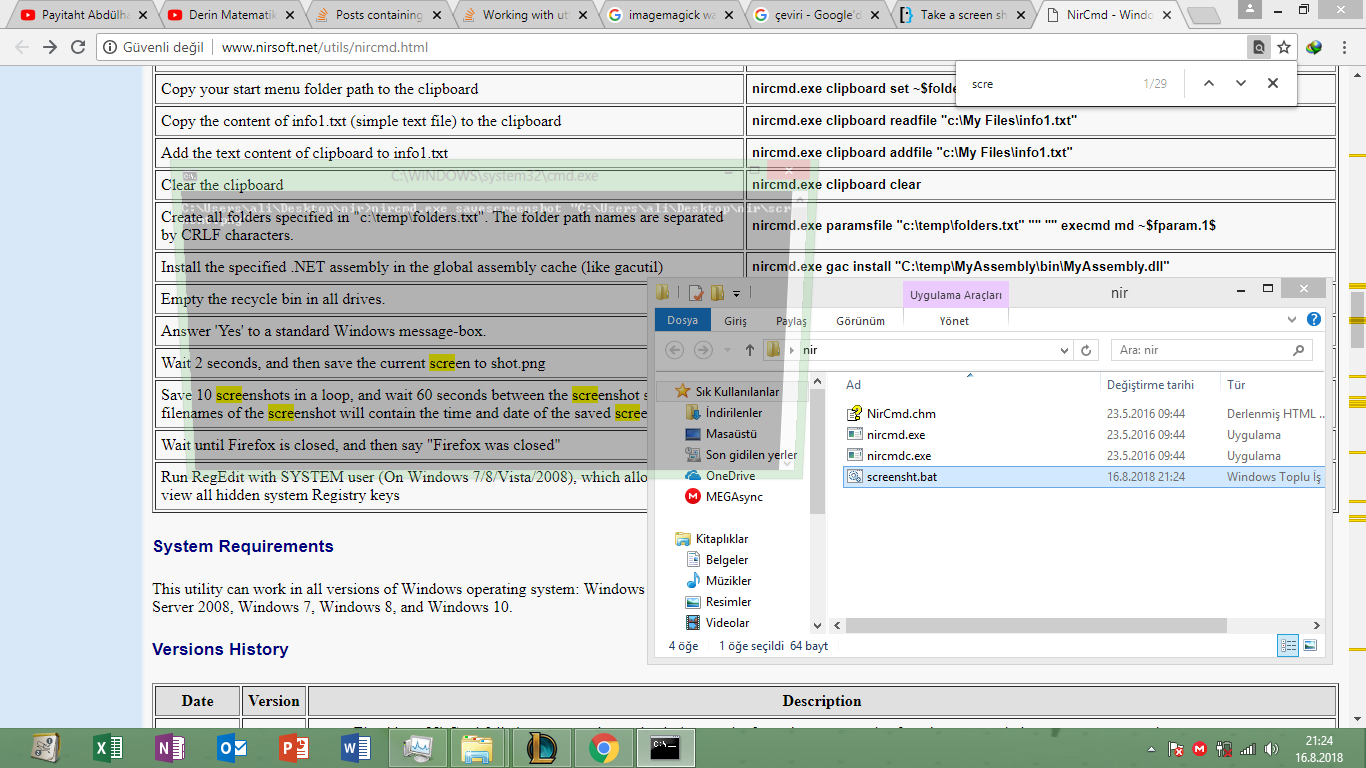 Payitaht Abdülha
Derin Matematik
Posts containing
Working with utf
imagemagick wa
çeviri - Google'd
Take a screen sh
NirCmd - Windo
Güvenli değil
www.nirsoft.net/utils/nircmd.html
scre
1/29
Copy your start menu folder path to the clipboard
nircmd.exe clipboard set ~$folde
Copy the content of info1.txt (simple text file) to the clipboard
nircmd.exe clipboard readfile "c:\My Files\info1.txt"
Add the text content of clipboard to info1.txt
nircmd.exe clipboard addfile "c:\My Files\info1.txt"
C:\WINDOWS\system32\cmd.exe
Clear the clipboard
nircmd.exe clipboard clear
C:\Users\ali\Desktop\nir>nircmd.exe savescreenshot "C:\Users\ali\Desktop\nir\scr
Create all folders specified in "c:\temp\folders.txt". The folder path names are separated
by CRLF characters.
nircmd.exe paramsfile "c:\temp\folders.txt" "" "" execmd md ~$fparam.1$
Install the specified .NET assembly in the global assembly cache (like gacutil)
nircmd.exe gac install "C:\temp\MyAssembly\bin\MyAssembly.dll"
Empty the recycle bin in all drives.
Answer 'Yes' to a standard Windows message-box.
Wait 2 seconds, and then save the current screen to shot.png
Save 10 screenshots in a loop, and wait 60 seconds between the screenshot s
filenames of the screenshot will contain the time and date of the saved scree
Wait until Firefox is closed, and then say "Firefox was closed"
Run RegEdit with SYSTEM user (On Windows 7/8/Vista/2008), which allo
view all hidden system Registry keys
System Requirements
This utility can work in all versions of Windows operating system: Windows
Server 2008, Windows 7, Windows 8, and Windows 10.
Versions History
Date
Version
Description
Uygulama Araçları
nir
Dosya
Giriş
Paylaş
Görünüm
Yönet
nir
Ara: nir
Sık Kullanılanlar
İndirilenler
Masaüstü
Son gidilen yerler
OneDrive
MEGAsync
Kitaplıklar
Belgeler
Müzikler
Resimler
Videolar
Ad
Değiştirme tarihi
Tür
NirCmd.chm
23.5.2016 09:44
Derlenmiş HTML ..
nircmd.exe
23.5.2016 09:44
Uygulama
nircmdc.exe
23.5.2016 09:44
Uygulama
screensht.bat
16.8.2018 21:24
Windows Toplu İş
4 öğe
1 öğe seçildi 64 bayt
21:24
16.8.2018